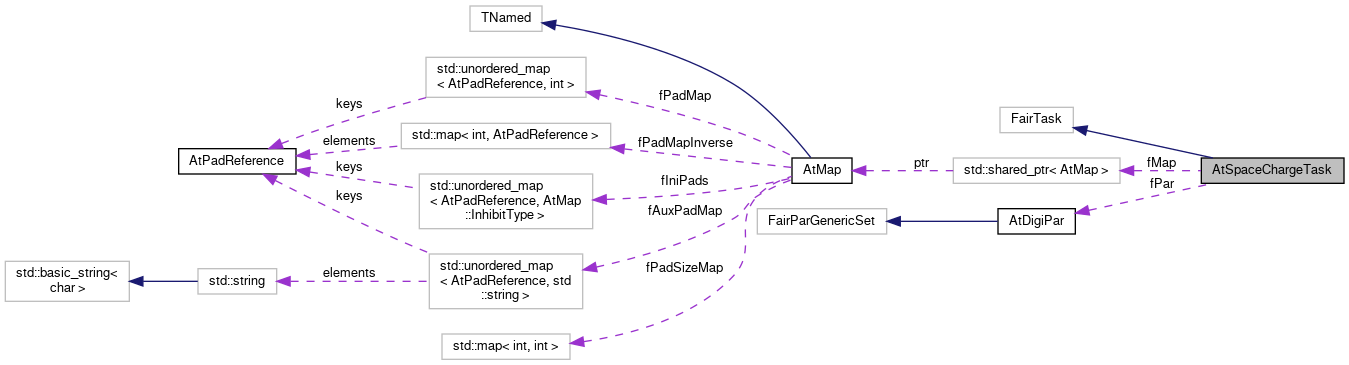 TNamed
std::unordered_map
< AtPadReference, int >
fPadMap
keys
FairTask
std::map< int, AtPadReference >
elements
fPadMapInverse
AtPadReference
keys
AtMap
ptr
std::shared_ptr< AtMap >
fMap
AtSpaceChargeTask
fPar
std::unordered_map
< AtPadReference, AtMap
::InhibitType >
fIniPads
keys
fAuxPadMap
FairParGenericSet
AtDigiPar
std::unordered_map
< AtPadReference, std
::string >
fPadSizeMap
elements
std::string
std::basic_string<
char >
std::map< int, int >